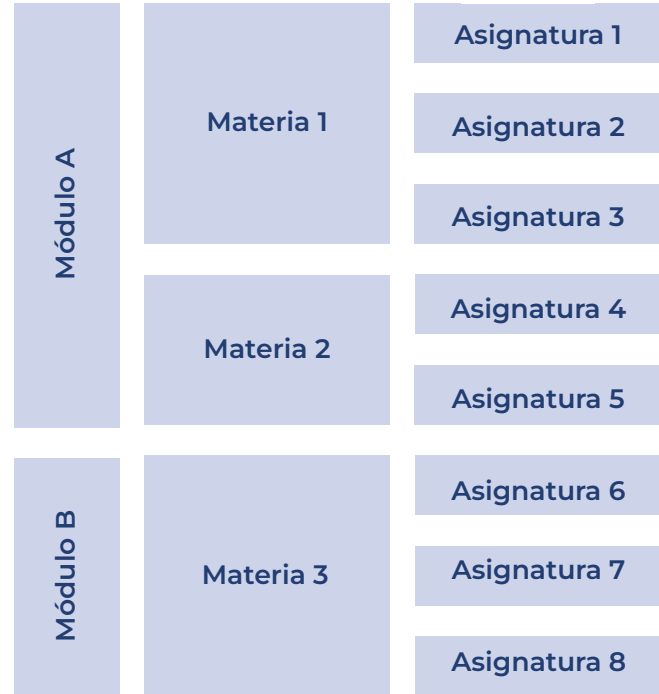 Módulo A
Materia 1
Asignatura 1
Asignatura 2
Asignatura 3
Materia 2
Asignatura 4
Asignatura 5
Módulo B
Materia 3
Asignatura 6
Asignatura 7
Asignatura 8